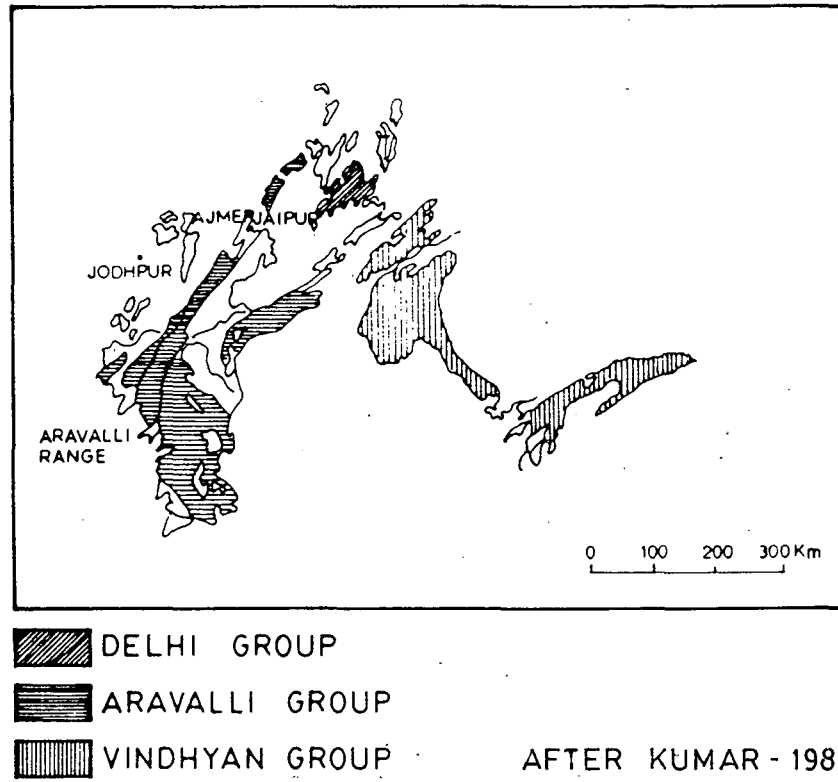 AJMER JAIPUR
JODHPUR
ARAVALLI
RANGE
0 100 200 300 Km
DELHI GROUP
ARAVALLI GROUP
VINDHYAN GROUP
AFTER KUMAR - 198